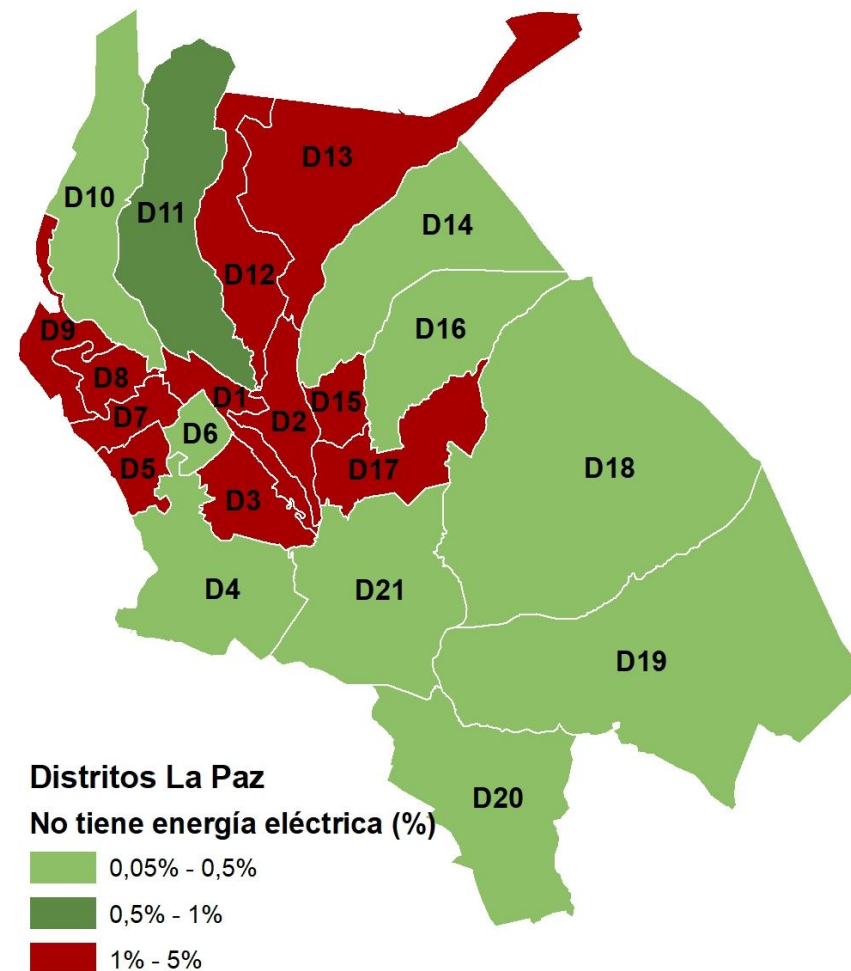 D13
D10
D11
D14
D12
D16
D9
D8
D1
D15
D2
D7
D6
D17
D5
D18
D3
D4
D21
D19
D20
Distritos La Paz
No tiene energía eléctrica (%)
0,05% - 0,5%
0,5% - 1%
1% - 5%